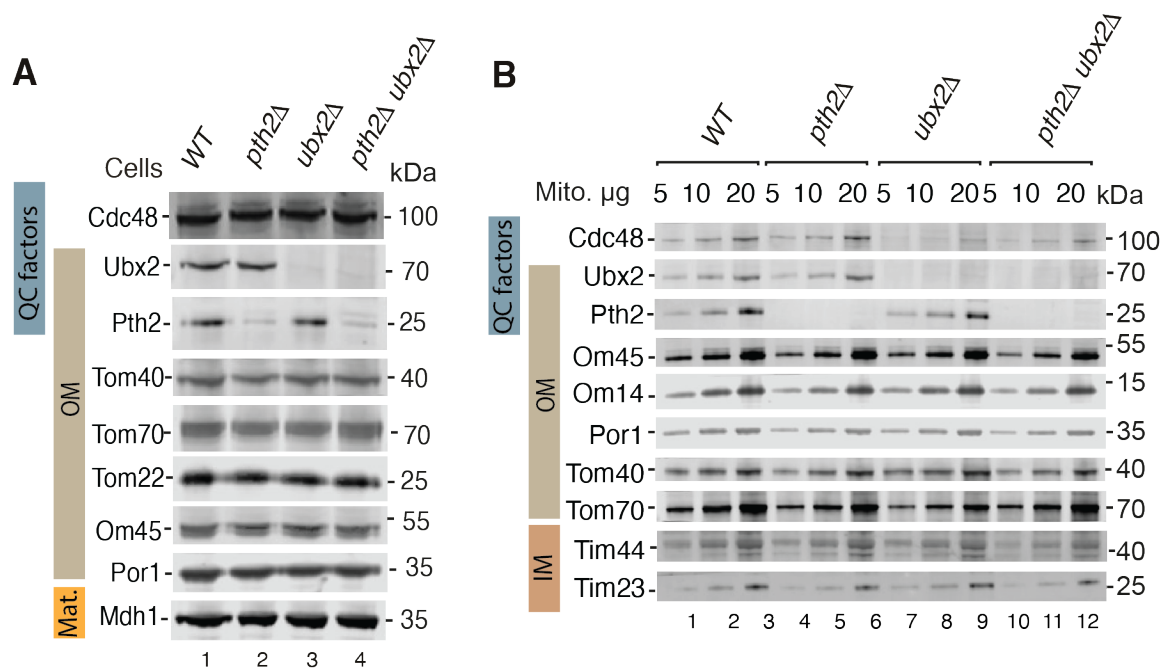 A
WT
pth2Δ
ubx2Δ
pth2Δ ubx2Δ
Cells
kDa
QC factors
OM
Mat.
Cdc48- - 100
Ubx2- - 70
Pth2- - 25
Tom40- - 40
Tom70- - 70
Tom22- - 25
Om45- - 55
Por1- - 35
Mdh1- - 35
1 2 3 4
B
WT
pth2Δ
ubx2Δ
pth2Δ ubx2Δ
Mito. µg 5 10 20 5 10 20 5 10 20 5 10 20 kDa
QC factors
OM
IM
Cdc48- -100
Ubx2- -70
Pth2- -25
Om45- -55
Om14- -15
Por1- -35
Tom40- -40
Tom70- -70
Tim44- -40
Tim23- -25
1 2 3 4 5 6 7 8 9 10 11 12